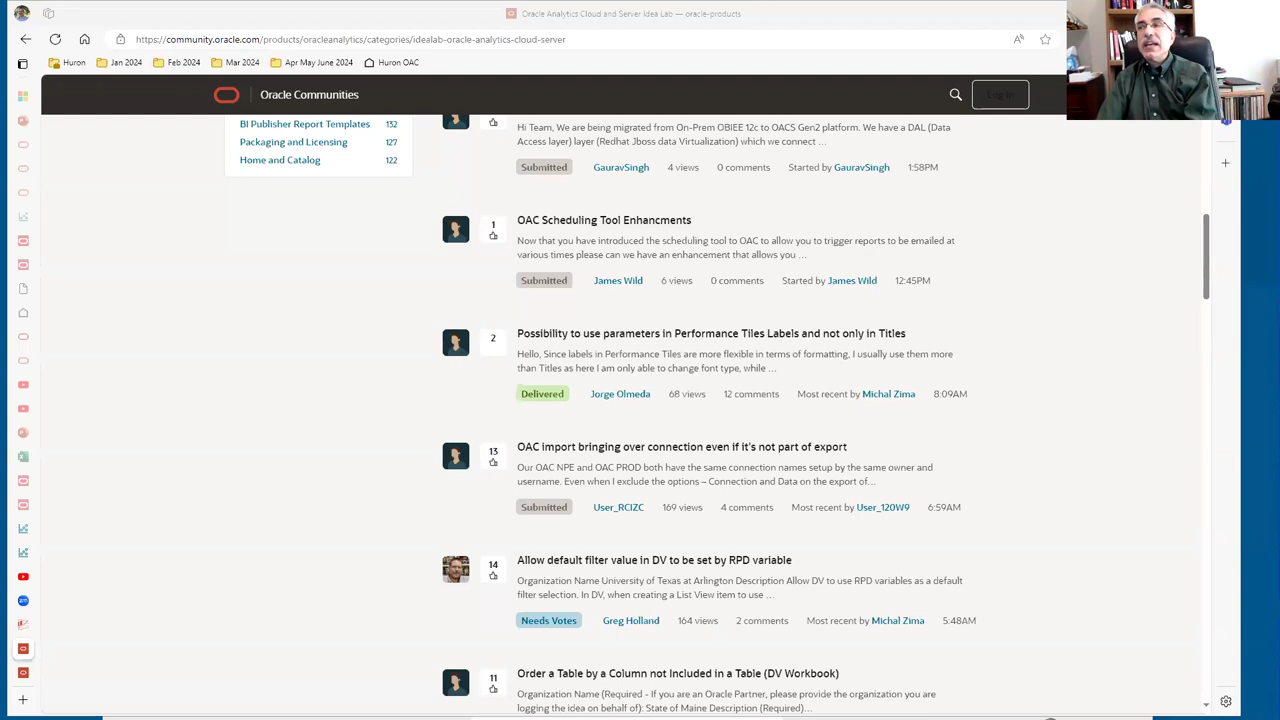 Oracle Analytics Cloud and Server Idea Lab — oracle-products
https://community.oracle.com/products/oracleanalytics/categories/idealab-oracle-analytics-cloud-server
Huron
Jan 2024
Feb 2024
Mar 2024
Apr May June 2024
Huron OAC
Oracle Communities
Log In
BI Publisher Report Templates 132
Packaging and Licensing 127
Home and Catalog 122
Hi Team, We are being migrated from On-Prem OBIEE 12c to OACS Gen2 platform. We have a DAL (Data
Access layer) layer (Redhat Jboss data Virtualization) which we connect ...
Submitted GauravSingh 4 views 0 comments Started by GauravSingh 1:58PM
1
OAC Scheduling Tool Enhancments
Now that you have introduced the scheduling tool to OAC to allow you to trigger reports to be emailed at
various times please can we have an enhancement that allows you ...
Submitted James Wild 6 views 0 comments Started by James Wild 12:45PM
2
Possibility to use parameters in Performance Tiles Labels and not only in Titles
Hello, Since labels in Performance Tiles are more flexible in terms of formatting, I usually use them more
than Titles as here I am only able to change font type, while ...
Delivered Jorge Olmeda 68 views 12 comments Most recent by Michal Zima 8:09AM
13
OAC import bringing over connection even if it's not part of export
Our OAC NPE and OAC PROD both have the same connection names setup by the same owner and
username. Even when I exclude the options – Connection and Data on the export of...
Submitted User_RCIZC 169 views 4 comments Most recent by User_120W9 6:59AM
14
Allow default filter value in DV to be set by RPD variable
Organization Name University of Texas at Arlington Description Allow DV to use RPD variables as a default
filter selection. In DV, when creating a List View item to use ...
Needs Votes Greg Holland 164 views 2 comments Most recent by Michal Zima 5:48AM
11
Order a Table by a Column not Included in a Table (DV Workbook)
Organization Name (Required - If you are an Oracle Partner, please provide the organization you are
logging the idea on behalf of): State of Maine Description (Required)...